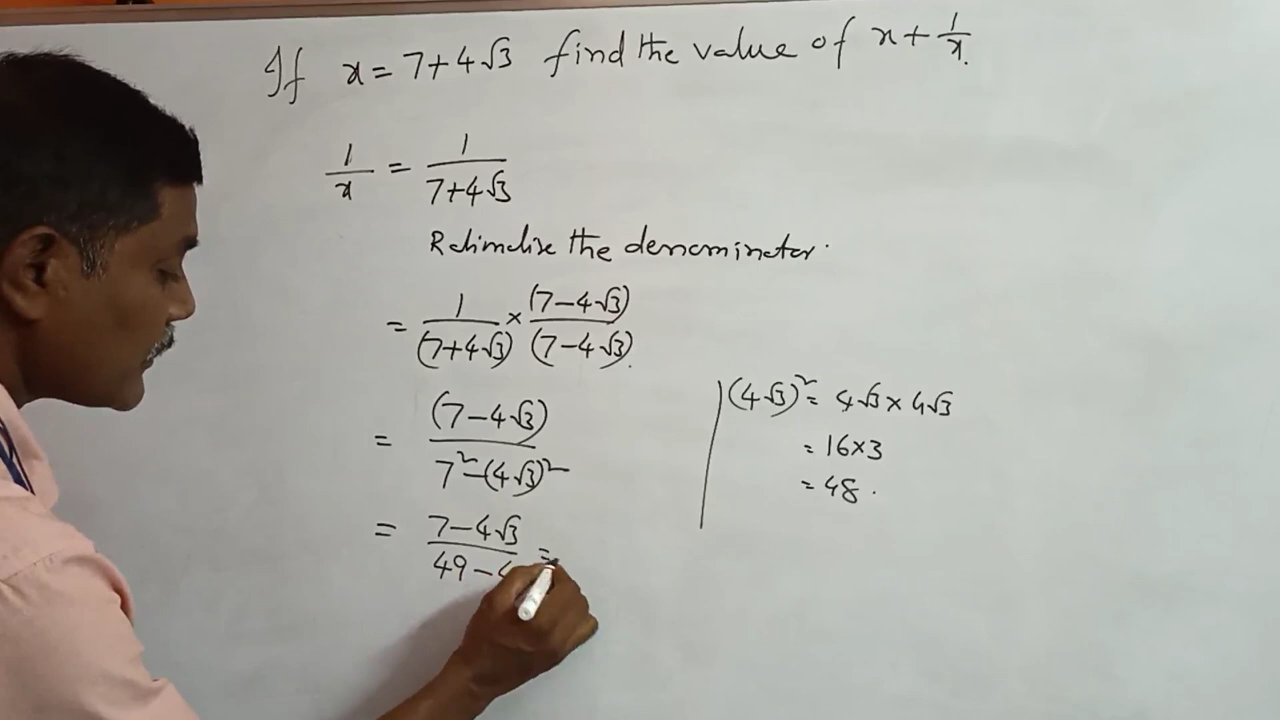 If x = 7+4√3 find the value of x + 1/x.
1/x = 1/(7+4√3)
Rationalise the denominator.
= 1/(7+4√3) × (7-4√3)/(7-4√3).
= (7-4√3)/(7²-(4√3)²)
= (7-4√3)/(49-4 =
(4√3)² = 4√3 × 4√3
= 16×3
= 48.